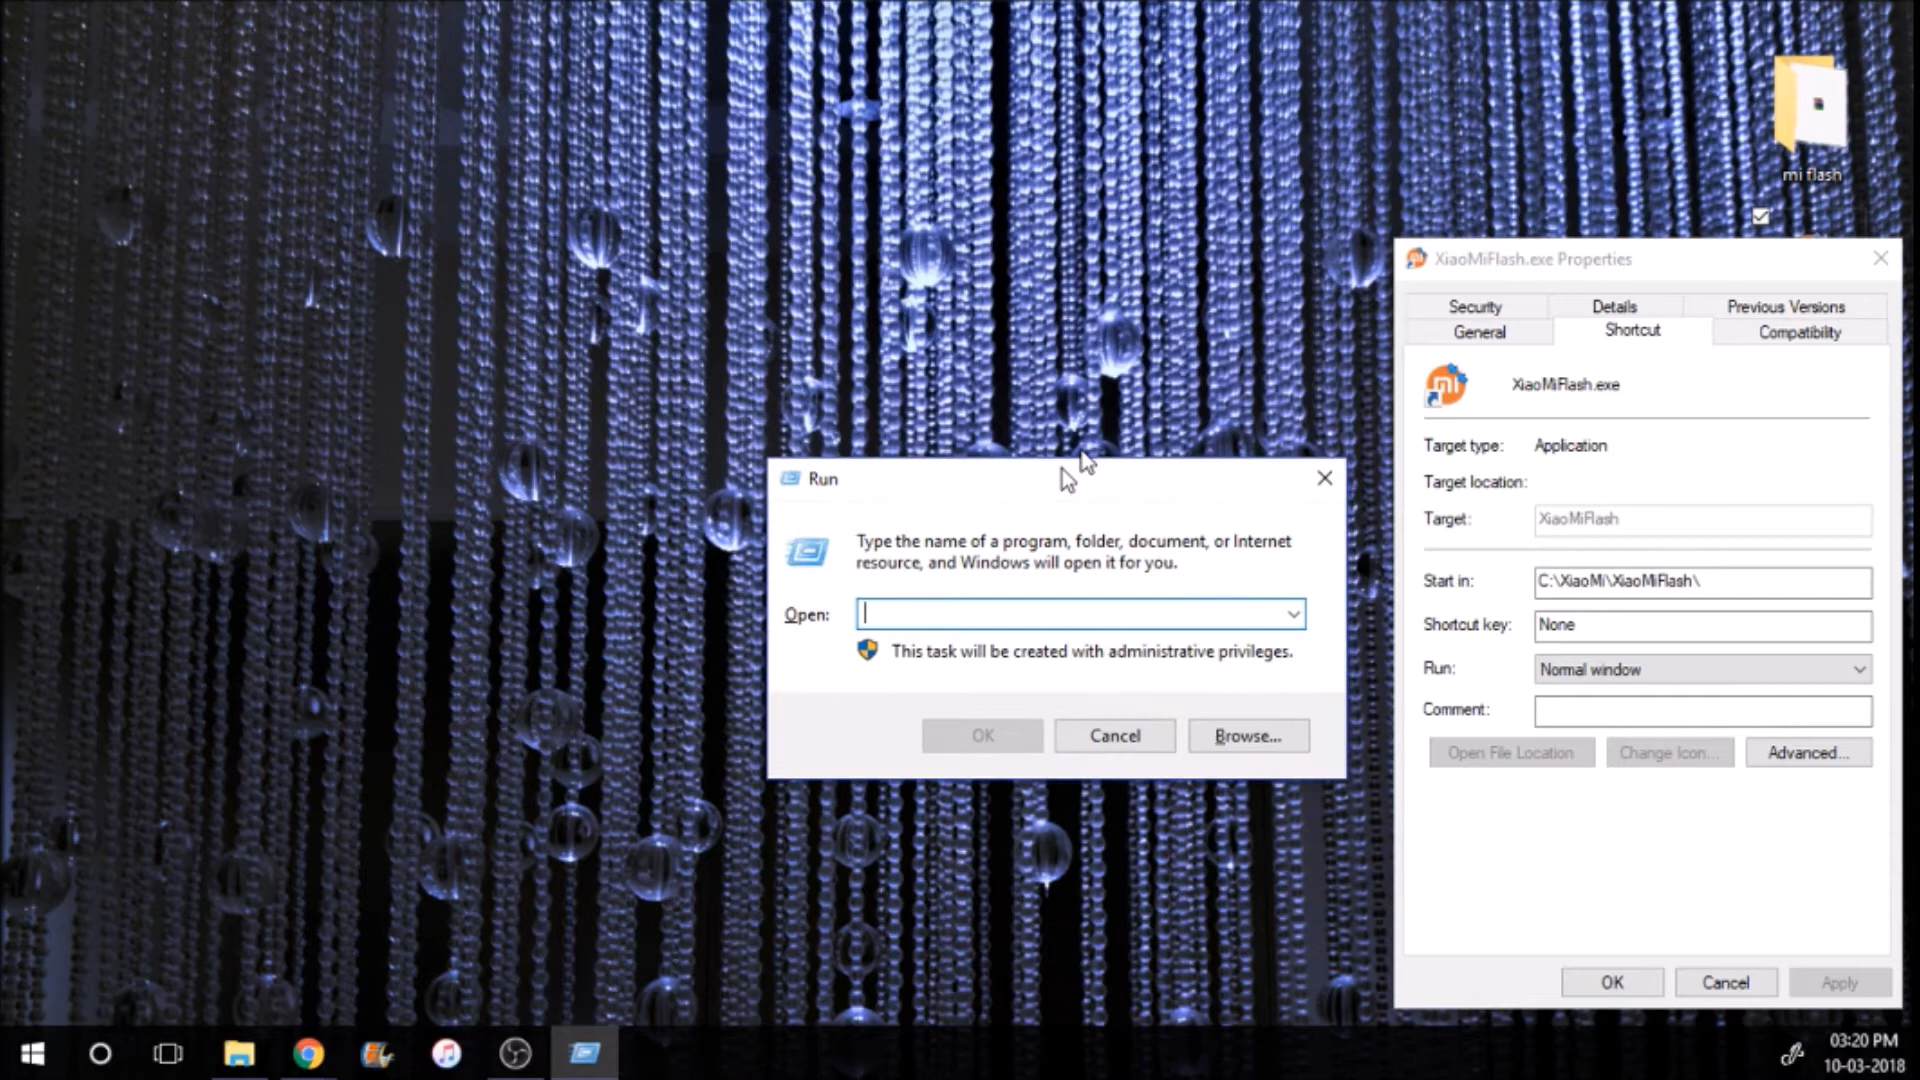 mi flash
XiaoMiFlash.exe Properties
Security Details Previous Versions
General Shortcut Compatibility
XiaoMiFlash.exe
Target type: Application
Target location:
Target: XiaoMiFlash
Start in: C:\XiaoMi\XiaoMiFlash\
Shortcut key: None
Run: Normal window
Comment:
Open File Location Change Icon... Advanced...
OK Cancel Apply
Run
Type the name of a program, folder, document, or Internet
resource, and Windows will open it for you.
Open:
This task will be created with administrative privileges.
OK Cancel Browse...
03:20 PM
10-03-2018